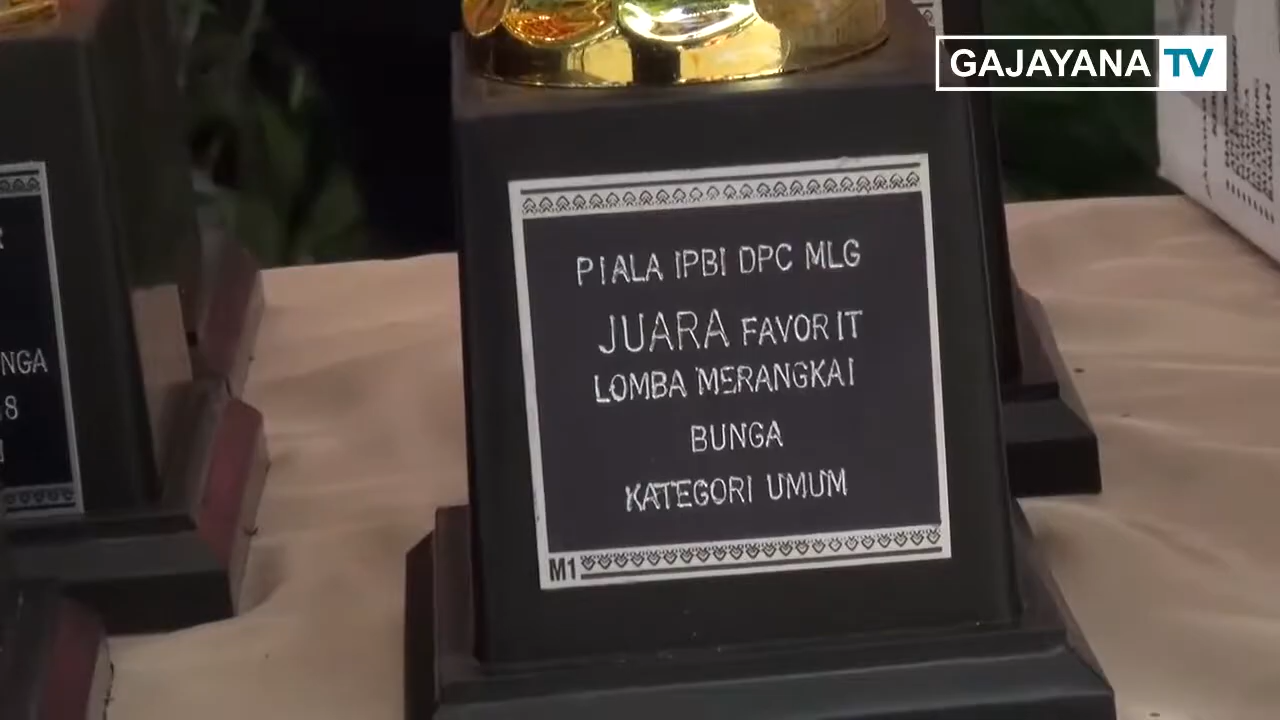 GAJAYANA TV
PIALA IPBI DPC MLG
JUARA FAVORIT
LOMBA MERANGKAI
BUNGA
KATEGORI UMUM
M1
NGA
8